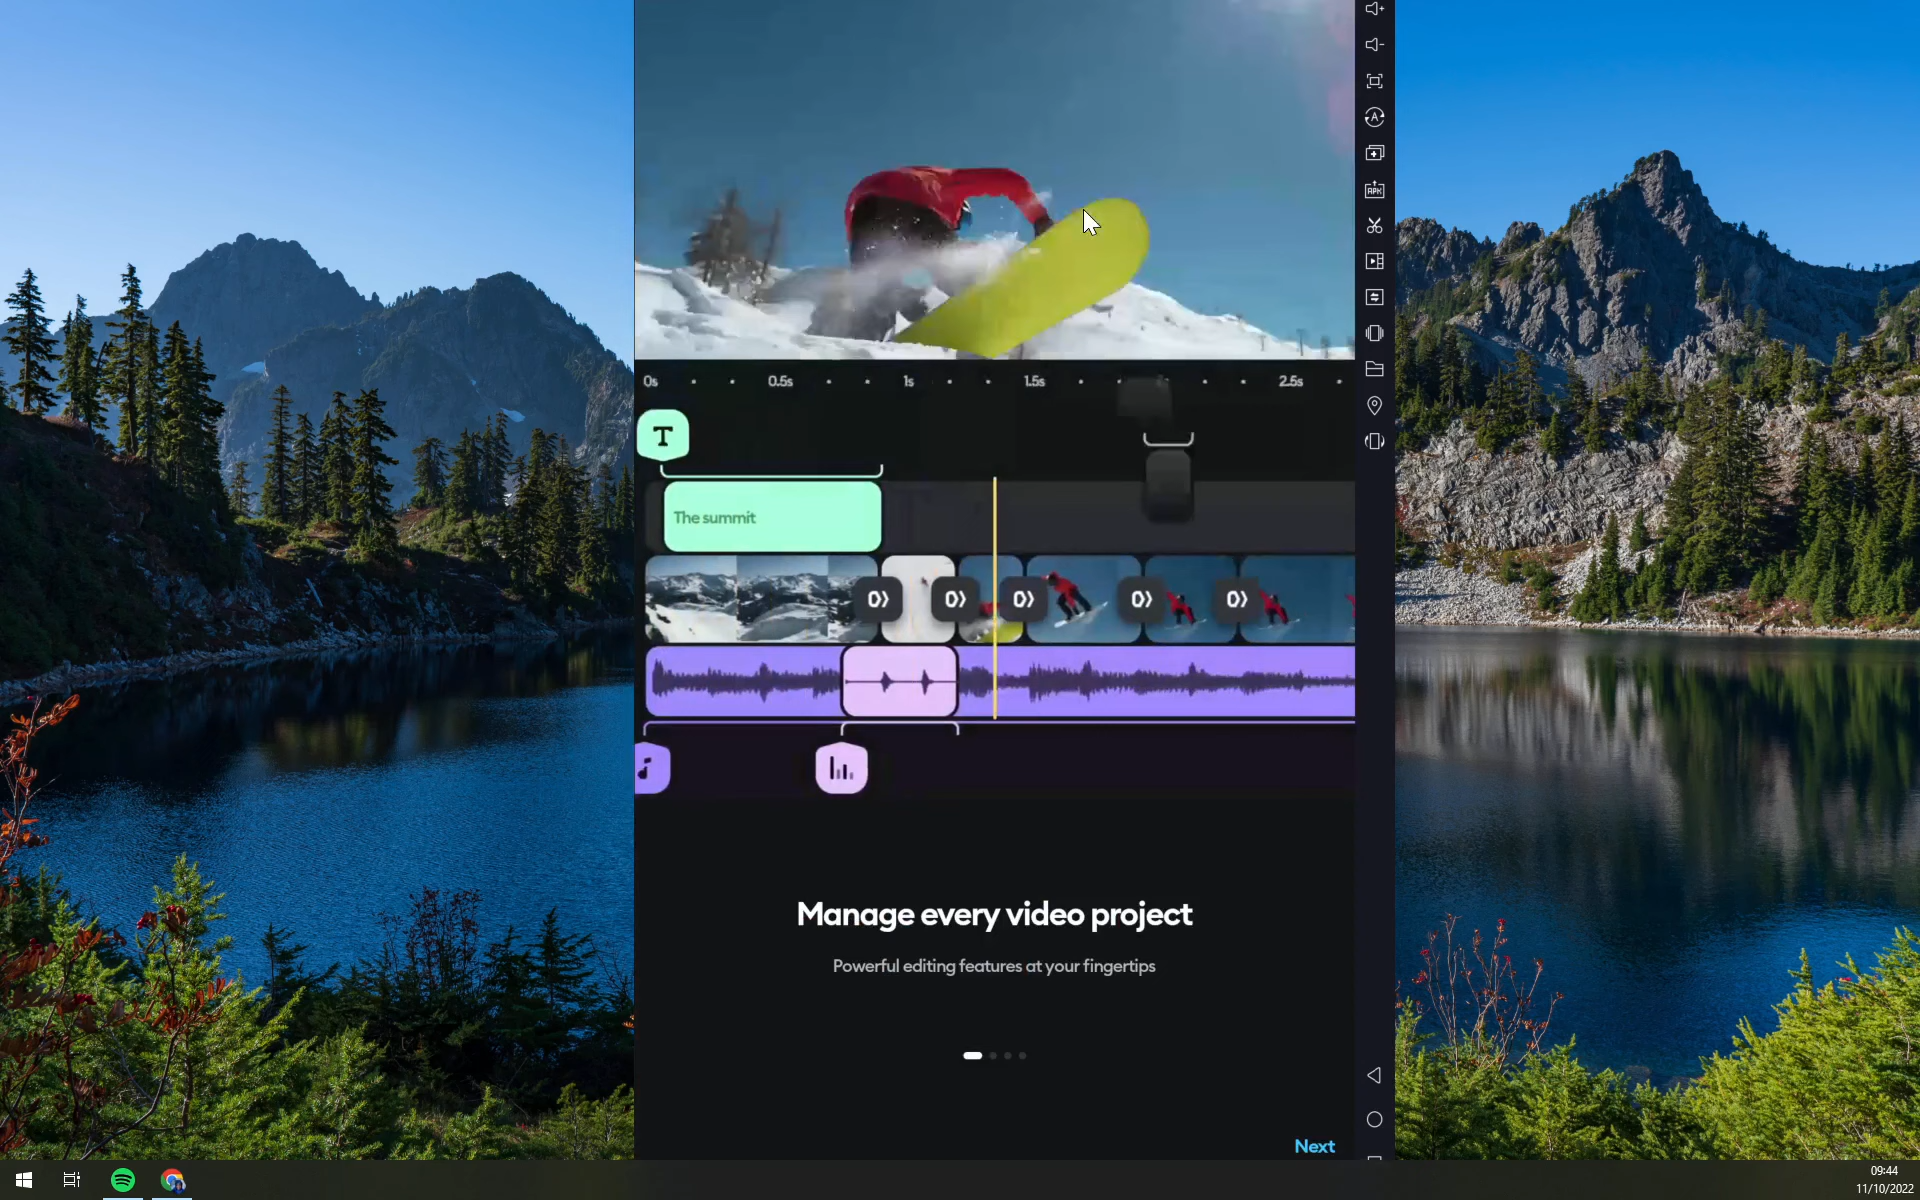 0s 0.5s 1s 1.5s 2.5s
T
The summit
Manage every video project
Powerful editing features at your fingertips
Next
A
APK
09:44
11/10/2022